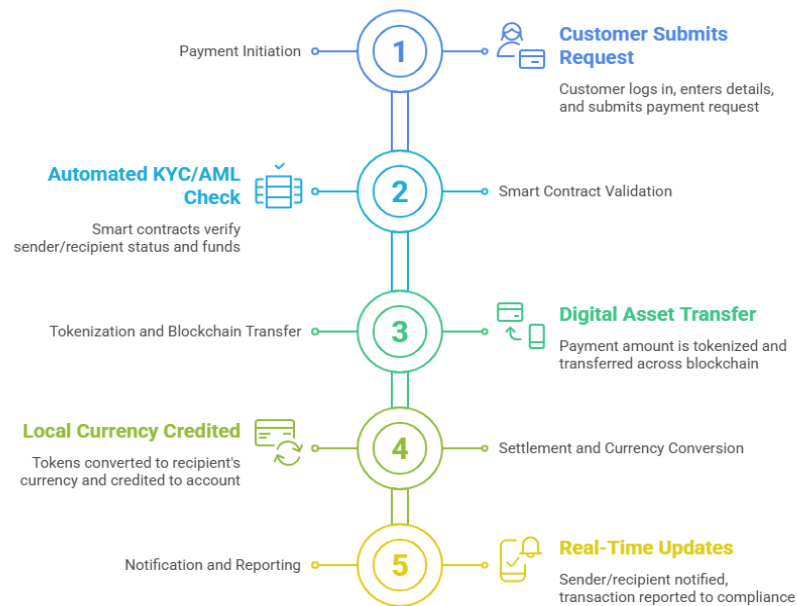 Payment Initiation
1
Customer Submits
Request
Customer logs in, enters details,
and submits payment request
Automated KYC/AML
Check
Smart contracts verify
sender/recipient status and funds
2
Smart Contract Validation
Tokenization and Blockchain Transfer
3
Digital Asset Transfer
Payment amount is tokenized and
transferred across blockchain
Local Currency Credited
Tokens converted to recipient's
currency and credited to account
4
Settlement and Currency Conversion
Notification and Reporting
5
Real-Time Updates
Sender/recipient notified,
transaction reported to compliance